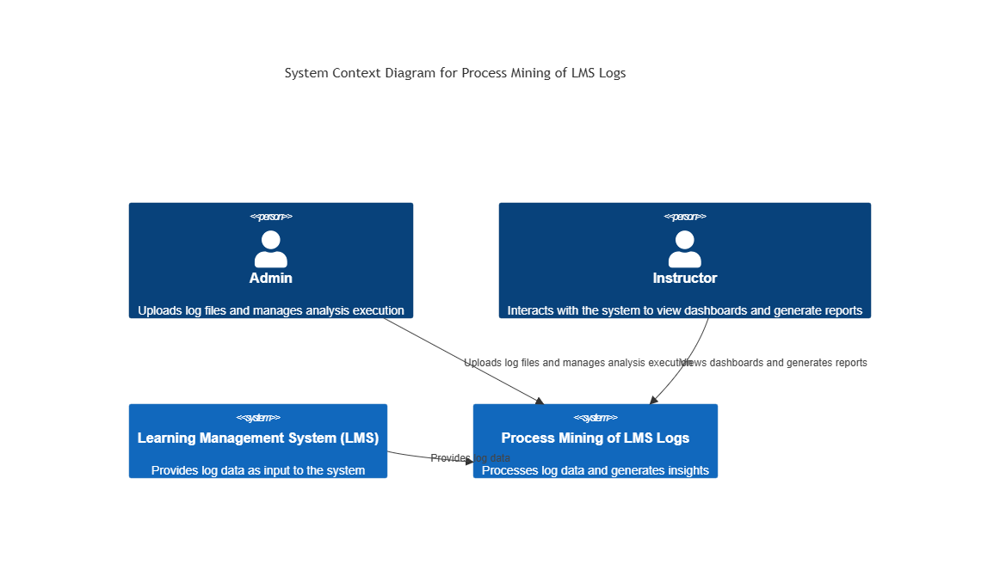 System Context Diagram for Process Mining of LMS Logs
<<person>>
Admin
Uploads log files and manages analysis execution
<<person>>
Instructor
Interacts with the system to view dashboards and generate reports
Uploads log files and manages analysis execution
Views dashboards and generates reports
<<system>>
Learning Management System (LMS)
Provides log data as input to the system
Provides log data
<<system>>
Process Mining of LMS Logs
Processes log data and generates insights